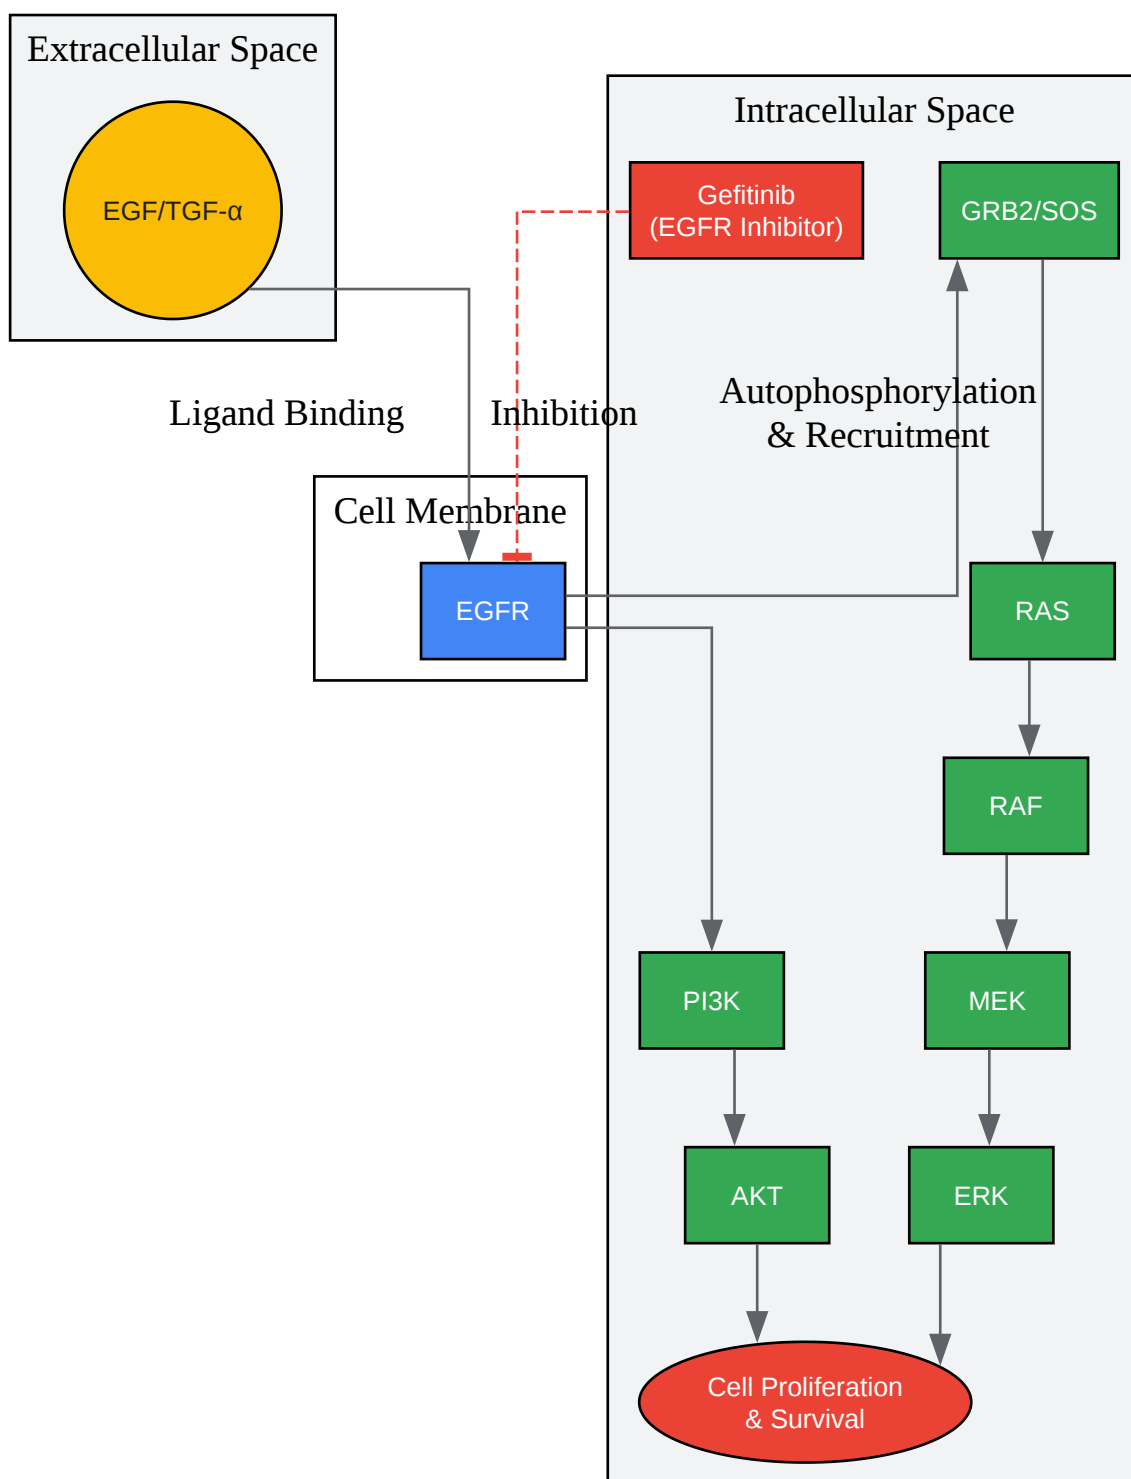 Extracellular Space
EGF/TGF-α
Intracellular Space
Gefitinib
(EGFR Inhibitor)
GRB2/SOS
Ligand Binding
Inhibition
Autophosphorylation
& Recruitment
Cell Membrane
EGFR
RAS
RAF
PI3K
MEK
AKT
ERK
Cell Proliferation
& Survival